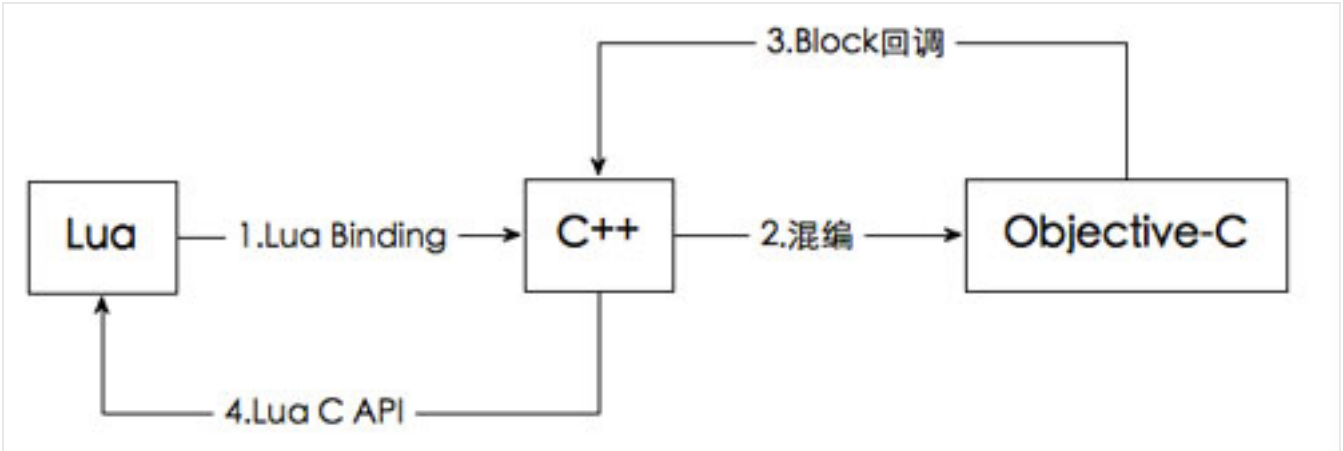 3.Block回调
Lua
1.Lua Binding
C++
2.混编
Objective-C
4.Lua C API